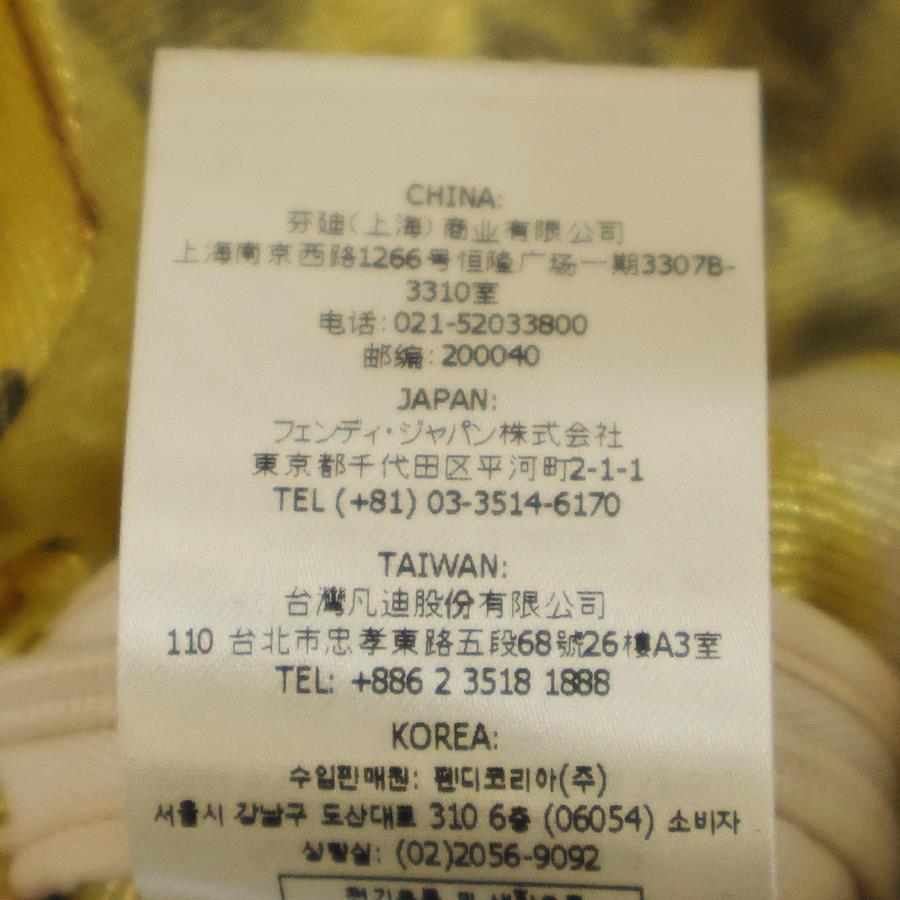 CHINA:
芬迪(上海) 商业有限公司
上海南京西路1266号恒隆广场一期3307B-
3310室
电话: 021-52033800
邮编: 200040
JAPAN:
フェンディ・ジャパン株式会社
東京都千代田区平河町2-1-1
TEL (+81) 03-3514-6170
TAIWAN:
台灣凡迪股份有限公司
110 台北市忠孝東路五段68號26樓A3室
TEL: +886 2 3518 1888
KOREA:
수입판매원: 펜디코리아(주)
서울시 강남구 도산대로 310 6층 (06054) 소비자
상담실: (02)2056-9092